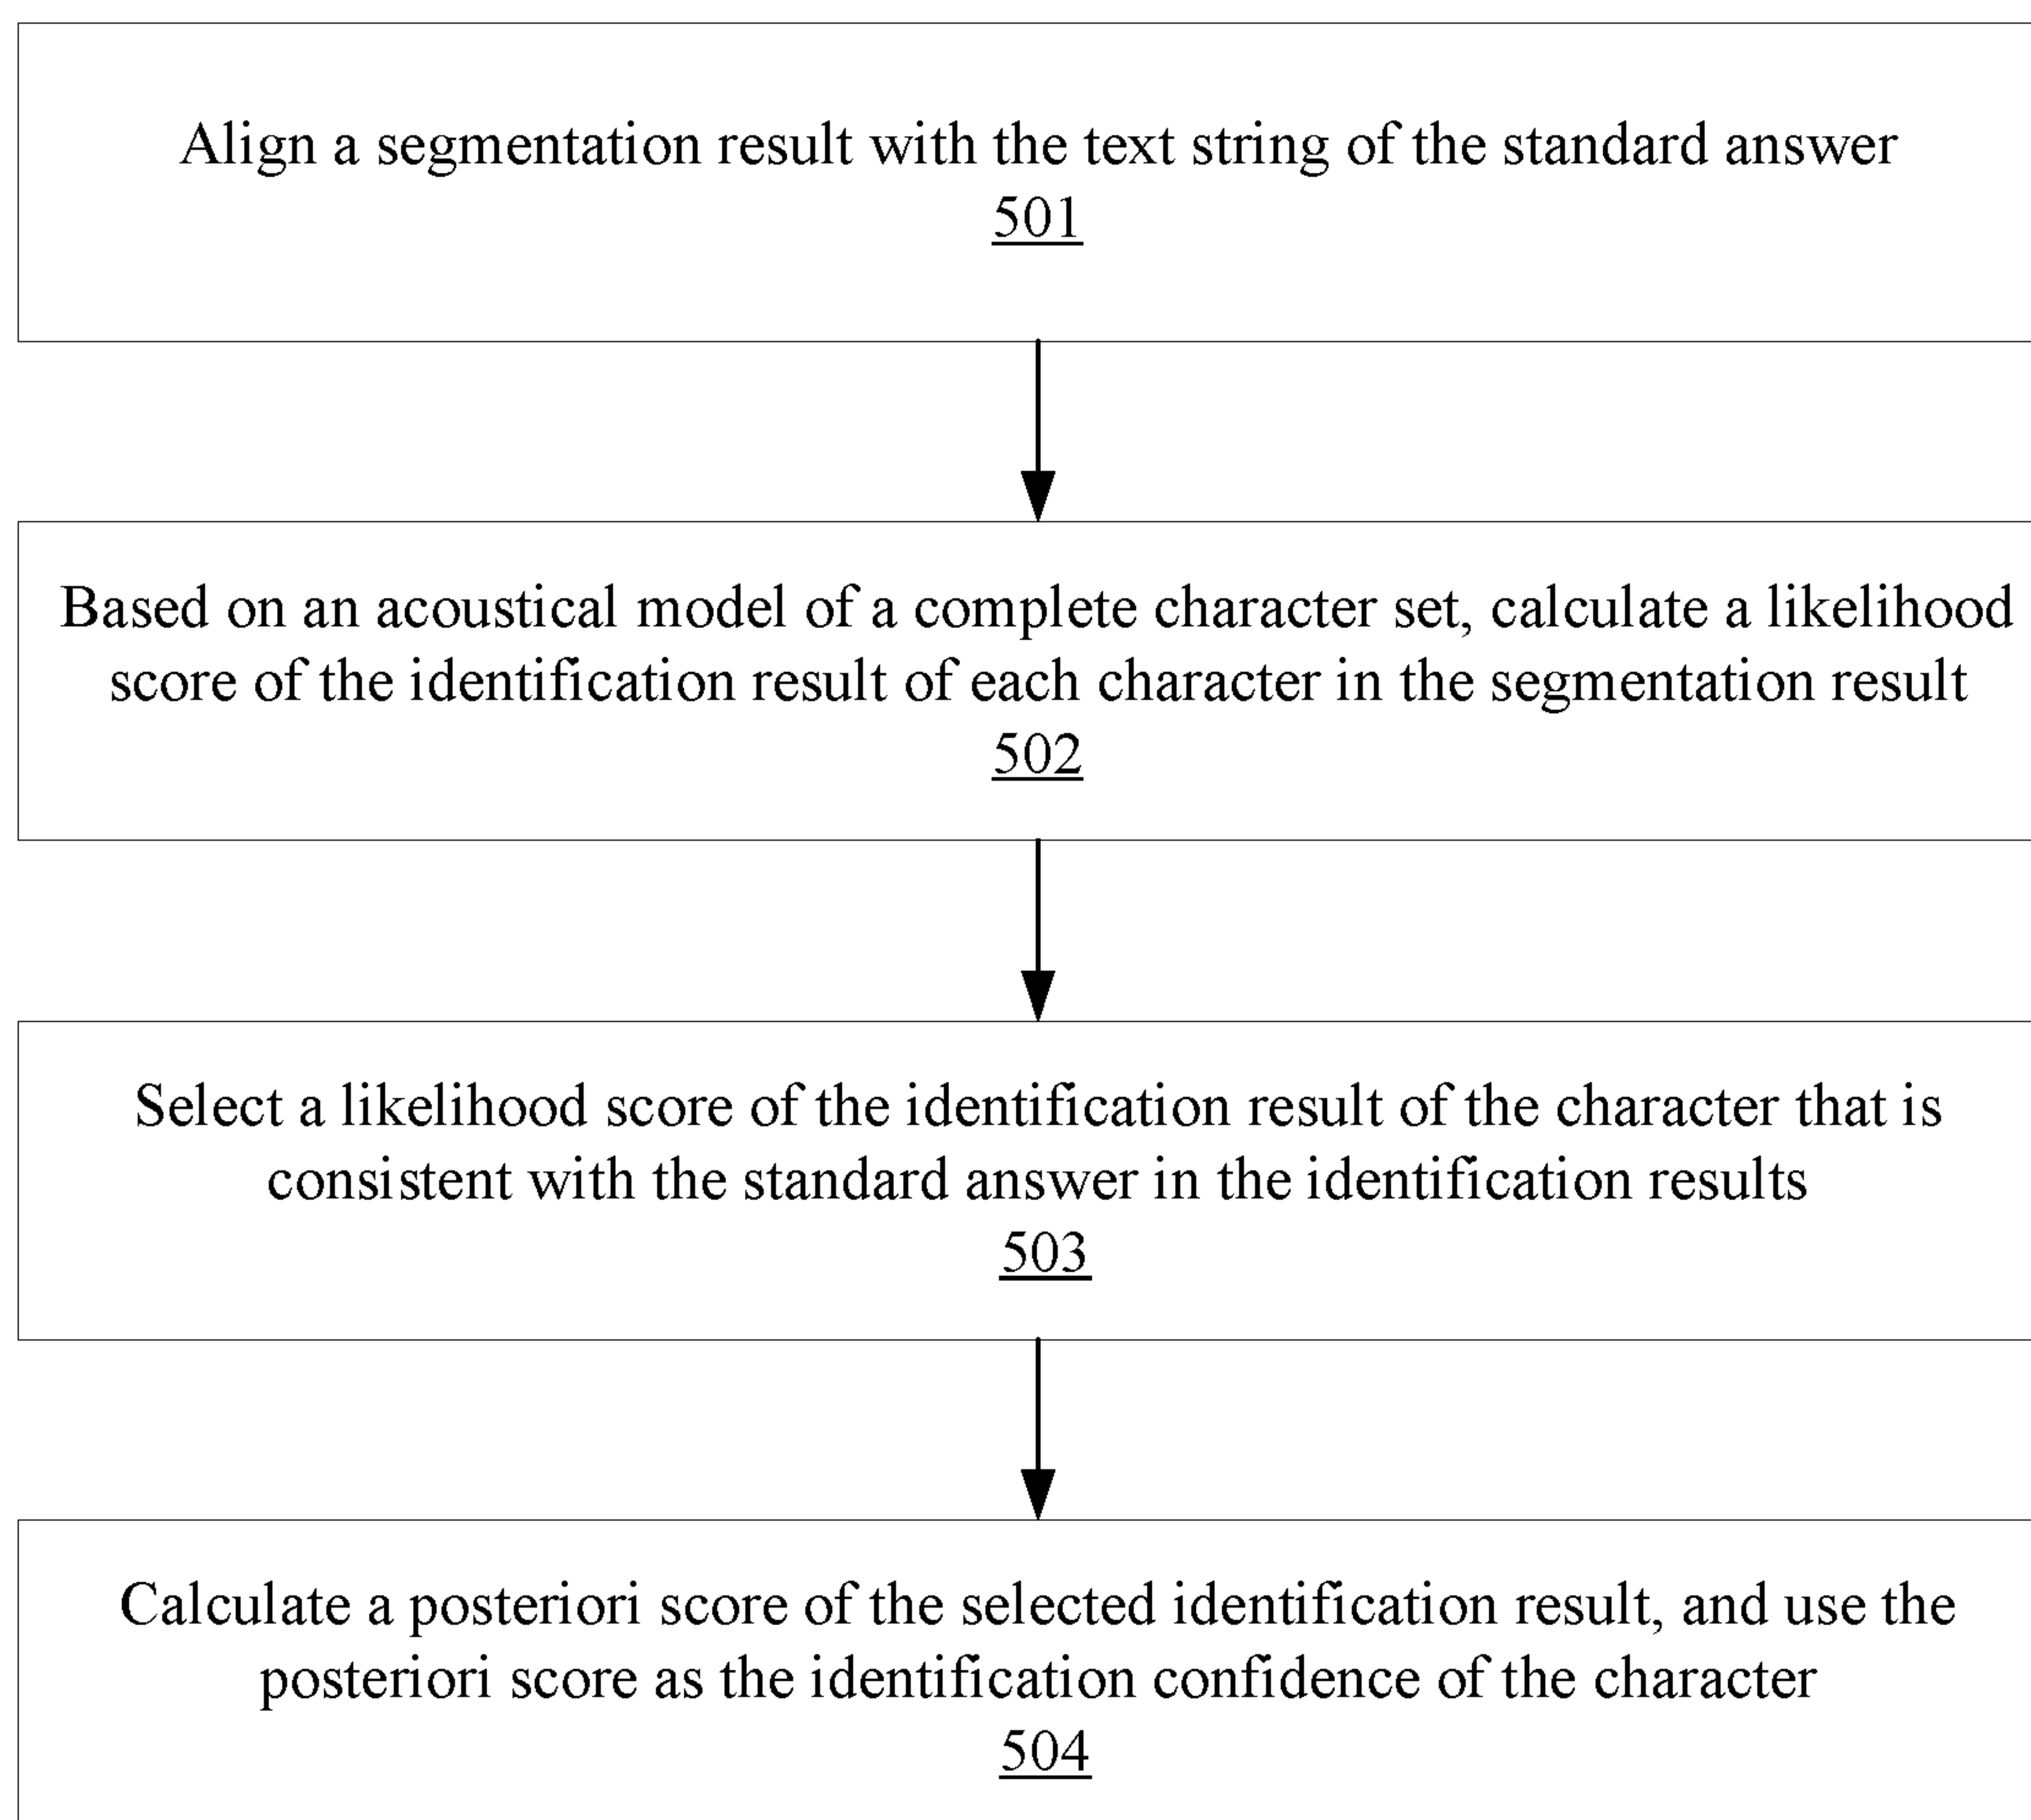 Align a segmentation result with the text string of the standard answer
501
Based on an acoustical model of a complete character set, calculate a likelihood
score of the identification result of each character in the segmentation result
502
Select a likelihood score of the identification result of the character that is
consistent with the standard answer in the identification results
503
Calculate a posteriori score of the selected identification result, and use the
posteriori score as the identification confidence of the character
504